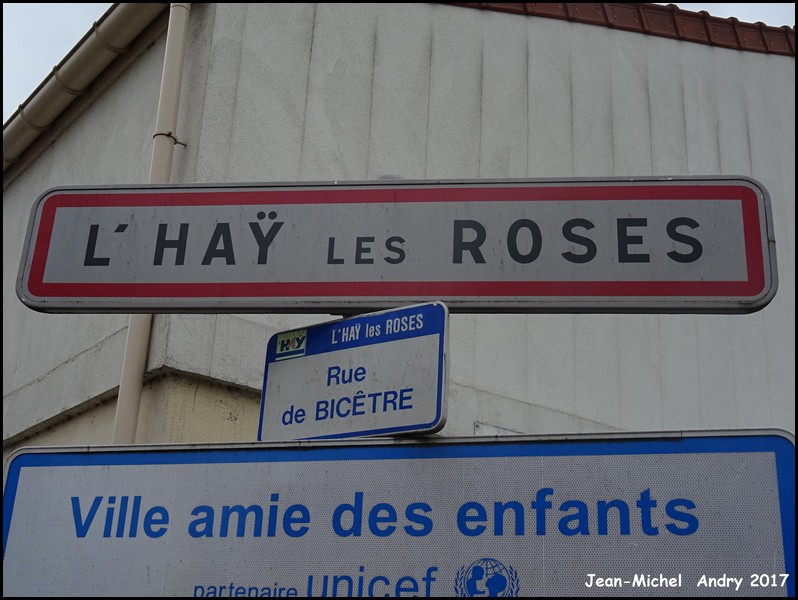 L'HAŸ LES ROSES
L'HAŸ les ROSES
HAY
Rue
de BICÊTRE
Ville amie des enfants
partenaire unicef
Jean-Michel Andry 2017